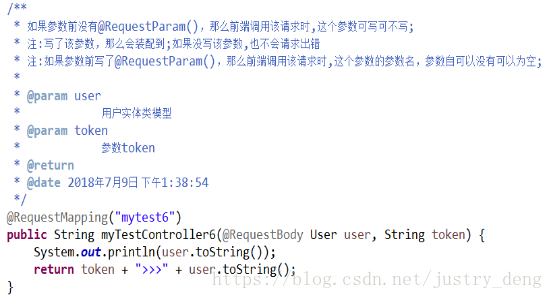 /**
* 如果参数前没有@RequestParam()，那么前端调用该请求时,这个参数可写可不写;
* 注:写了该参数，那么会装配到;如果没写该参数,也不会请求出错
* 注:如果参数前写了@RequestParam()，那么前端调用该请求时,这个参数的参数名，参数自可以没有可以为空;
*
* @param user
* 用户实体类模型
* @param token
* 参数token
* @return
* @date 2018年7月9日 下午1:38:54
*/
@RequestMapping("mytest6")
public String myTestController6(@RequestBody User user, String token) {
System.out.println(user.toString());
return token + ">>>" + user.toString();
}
https://blog.csdn.net/justry_deng